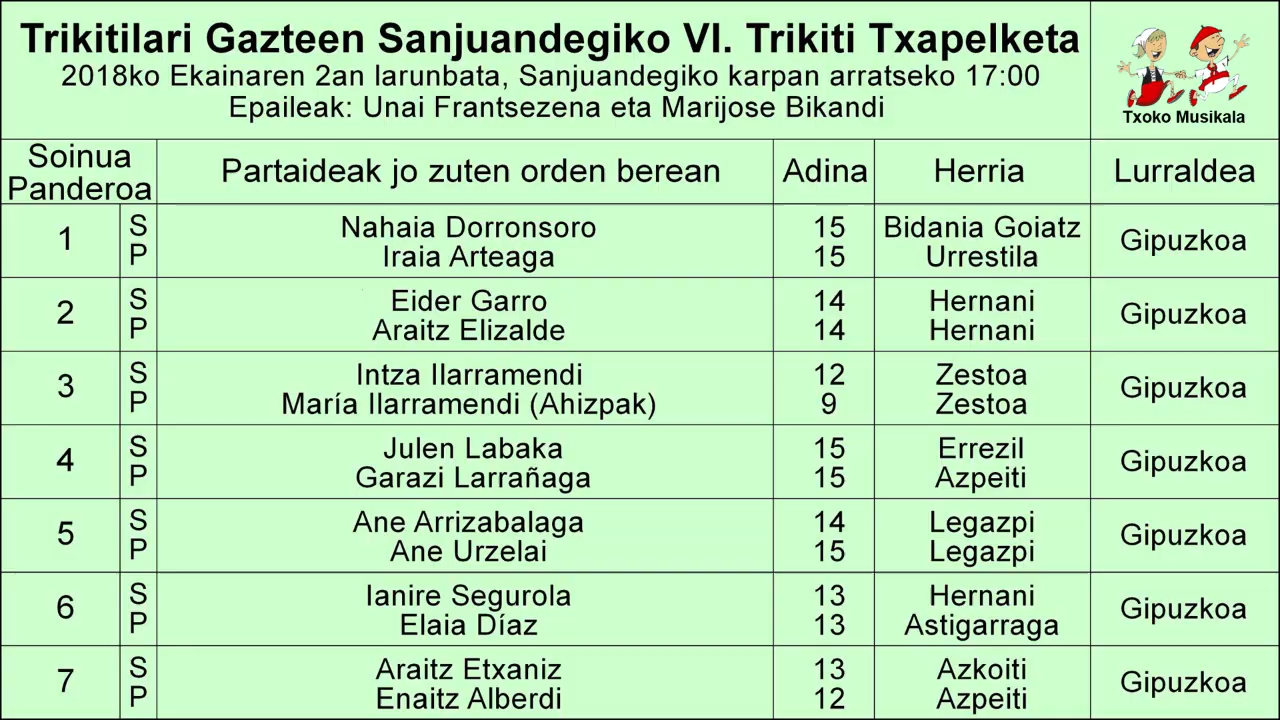 Trikitilari Gazteen Sanjuandegiko VI. Trikiti Txapelketa
2018ko Ekainaren 2an larunbata, Sanjuandegiko karpan arratseko 17:00
Epaileak: Unai Frantsezena eta Marijose Bikandi
Txoko Musikala
Soinua
Panderoa
Partaideak jo zuten orden berean
Adina
Herria
Lurraldea
1
S Nahaia Dorronsoro 15 Bidania Goiatz
P Iraia Arteaga 15 Urrestila
Gipuzkoa
2
S Eider Garro 14 Hernani
P Araitz Elizalde 14 Hernani
Gipuzkoa
3
S Intza Ilarramendi 12 Zestoa
P María Ilarramendi (Ahizpak) 9 Zestoa
Gipuzkoa
4
S Julen Labaka 15 Errezil
P Garazi Larrañaga 15 Azpeiti
Gipuzkoa
5
S Ane Arrizabalaga 14 Legazpi
P Ane Urzelai 15 Legazpi
Gipuzkoa
6
S Ianire Segurola 13 Hernani
P Elaia Díaz 13 Astigarraga
Gipuzkoa
7
S Araitz Etxaniz 13 Azkoiti
P Enaitz Alberdi 12 Azpeiti
Gipuzkoa